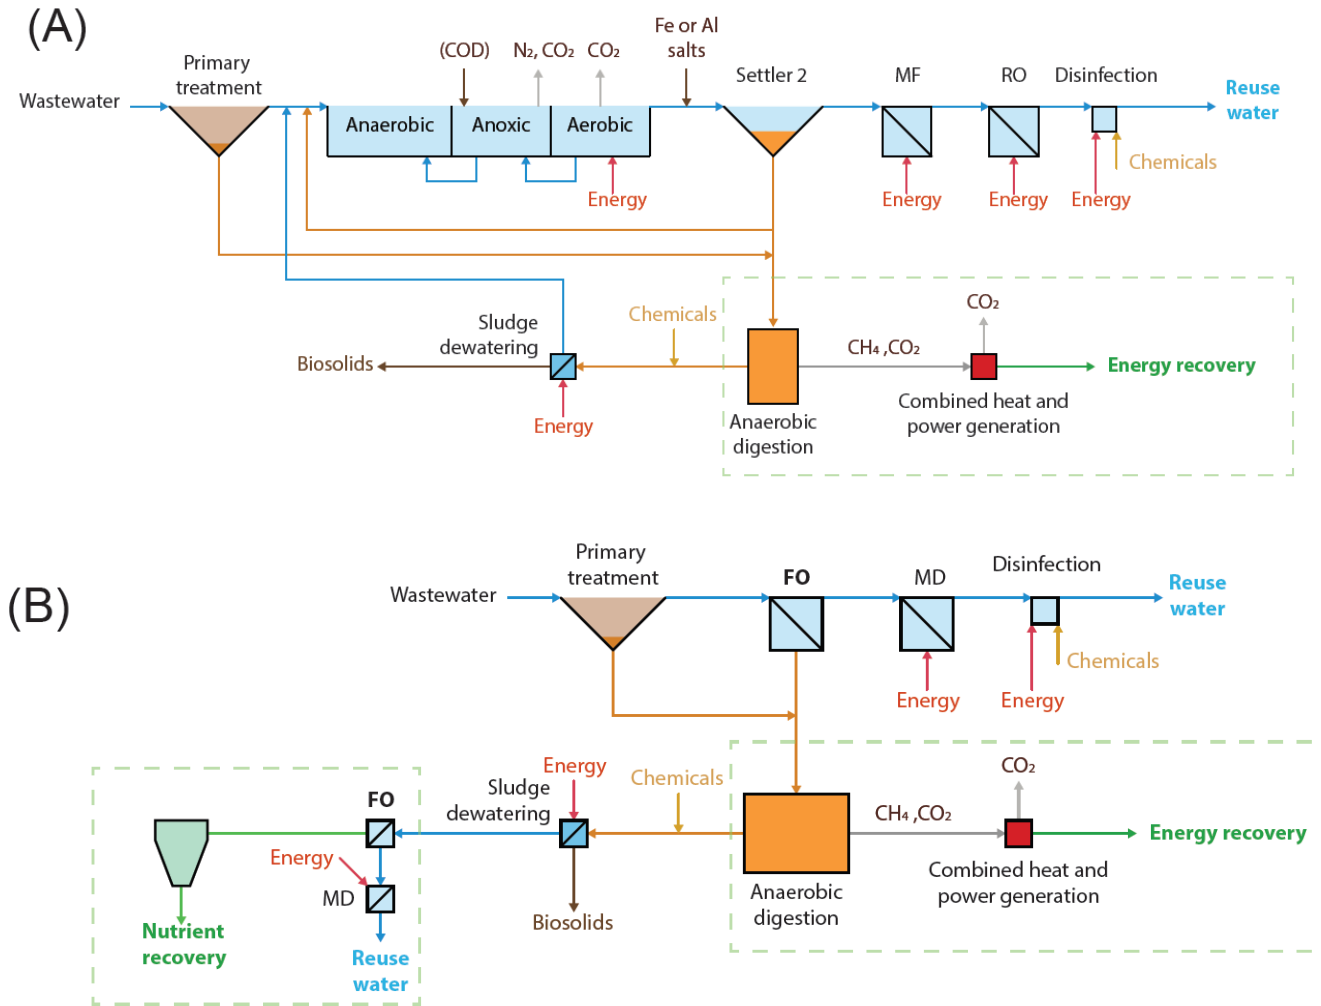 (A)
Primary
treatment
Wastewater
(COD)
N₂, CO₂
CO₂
Fe or Al
salts
Settler 2
MF
RO
Disinfection
Reuse
water
Anaerobic
Anoxic
Aerobic
Energy
Energy
Energy
Energy
Chemicals
Sludge
dewatering
Chemicals
Biosolids
Energy
Anaerobic
digestion
CH₄ ,CO₂
CO₂
Combined heat and
power generation
Energy recovery
(B)
Primary
treatment
Wastewater
FO
MD
Disinfection
Reuse
water
Energy
Energy
Chemicals
Energy
Sludge
dewatering
Chemicals
Biosolids
FO
Energy
MD
Nutrient
recovery
Reuse
water
Anaerobic
digestion
CH₄ ,CO₂
CO₂
Combined heat and
power generation
Energy recovery